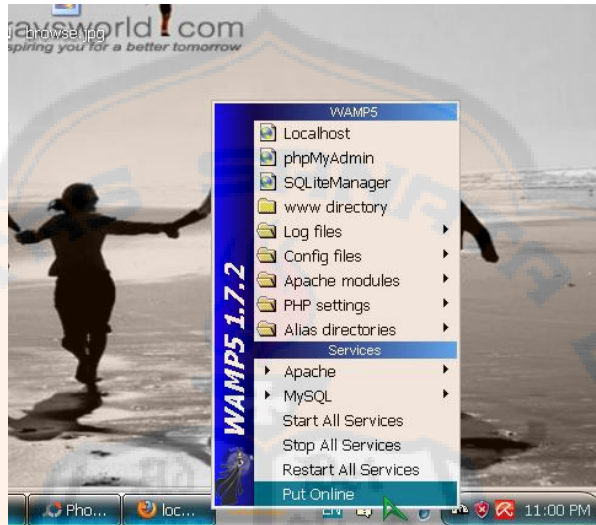 raysworld.com
browse.jpg
spiring you for a better tomorrow
WAMP5
Localhost
phpMyAdmin
SQLiteManager
www directory
Log files
Config files
Apache modules
PHP settings
Alias directories
WAMP5 1.7.2
Services
Apache
MySQL
Start All Services
Stop All Services
Restart All Services
Put Online
Pho...
loc...
EN
11:00 PM